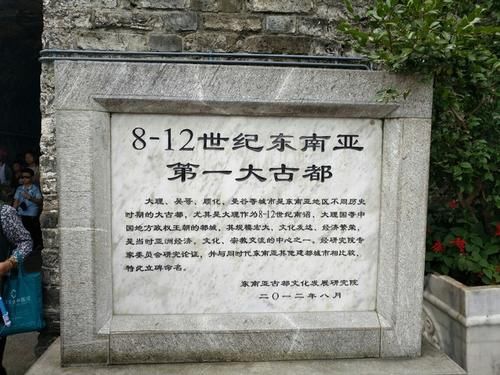 8-12世纪东南亚
第一大古都
大理、吴哥、顺化、曼谷等城市是东南亚地区不同历史
时期的大古都，尤其是大理作为8-12世纪南诏、大理国等中
国地方政权王朝的都城，其规模宏大、文化发达、经济繁荣，
是当时亚洲经济、文化、宗教交流的中心之一。经研究院专
家委员会研究论证，并与同时代东南亚其他建都城市相比较，
特此立碑命名。
东南亚古都文化发展研究院
二〇一二年八月